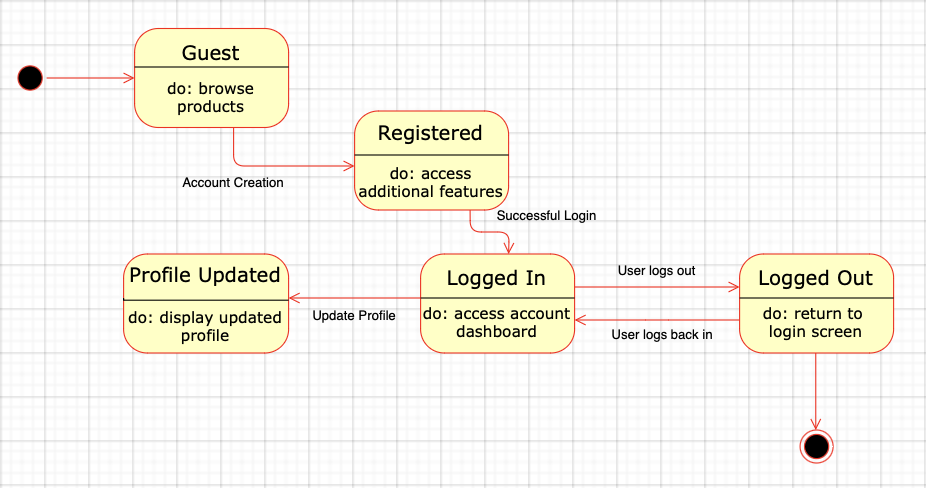 Guest
do: browse
products
Account Creation
Registered
do: access
additional features
Successful Login
Profile Updated
do: display updated
profile
Update Profile
Logged In
do: access account
dashboard
User logs out
User logs back in
Logged Out
do: return to
login screen